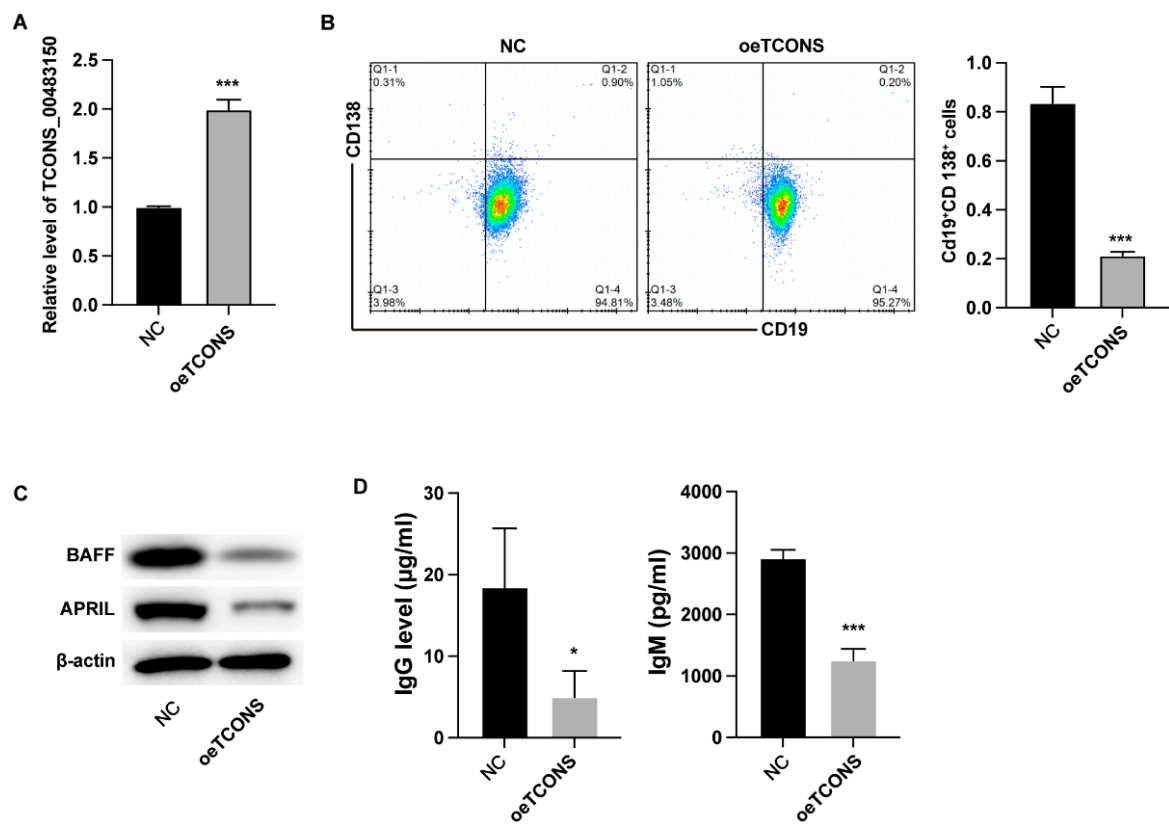 A
Relative level of TCONS_00483150
2.5
2.0
1.5
1.0
0.5
0.0
***
NC
oeTCONS
B
NC
oeTCONS
CD138
Q1-1
0.31%
Q1-2
0.90%
Q1-3
3.98%
Q1-4
94.81%
Q1-1
1.05%
Q1-2
0.20%
Q1-3
3.48%
Q1-4
95.27%
CD19
Cd19⁺CD 138⁺ cells
1.0
0.8
0.6
0.4
0.2
0.0
***
NC
oeTCONS
C
BAFF
APRIL
β-actin
NC
oeTCONS
D
IgG level (μg/ml)
30
20
10
0
*
NC
oeTCONS
IgM (pg/ml)
4000
3000
2000
1000
0
***
NC
oeTCONS